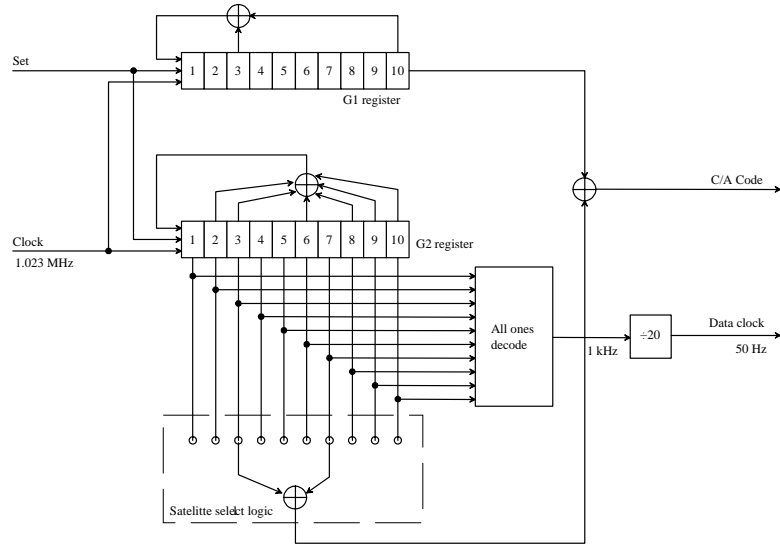 Set
1 2 3 4 5 6 7 8 9 10
G1 register
C/A Code
Clock
1.023 MHz
1 2 3 4 5 6 7 8 9 10
G2 register
All ones
decode
1 kHz
÷20
Data clock
50 Hz
Satelitte select logic